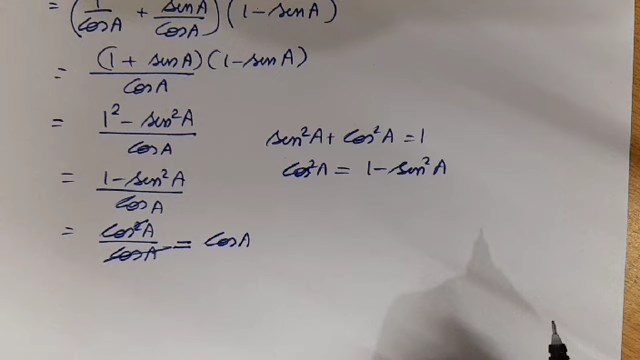 = (1/cosA + sinA/cosA) (1 - sinA)
= (1 + sinA)(1 - sinA) / cosA
= 1² - sin²A / cosA
sin²A + cos²A = 1
cos²A = 1 - sin²A
= 1 - sin²A / cosA
= cos²A / cosA = cosA